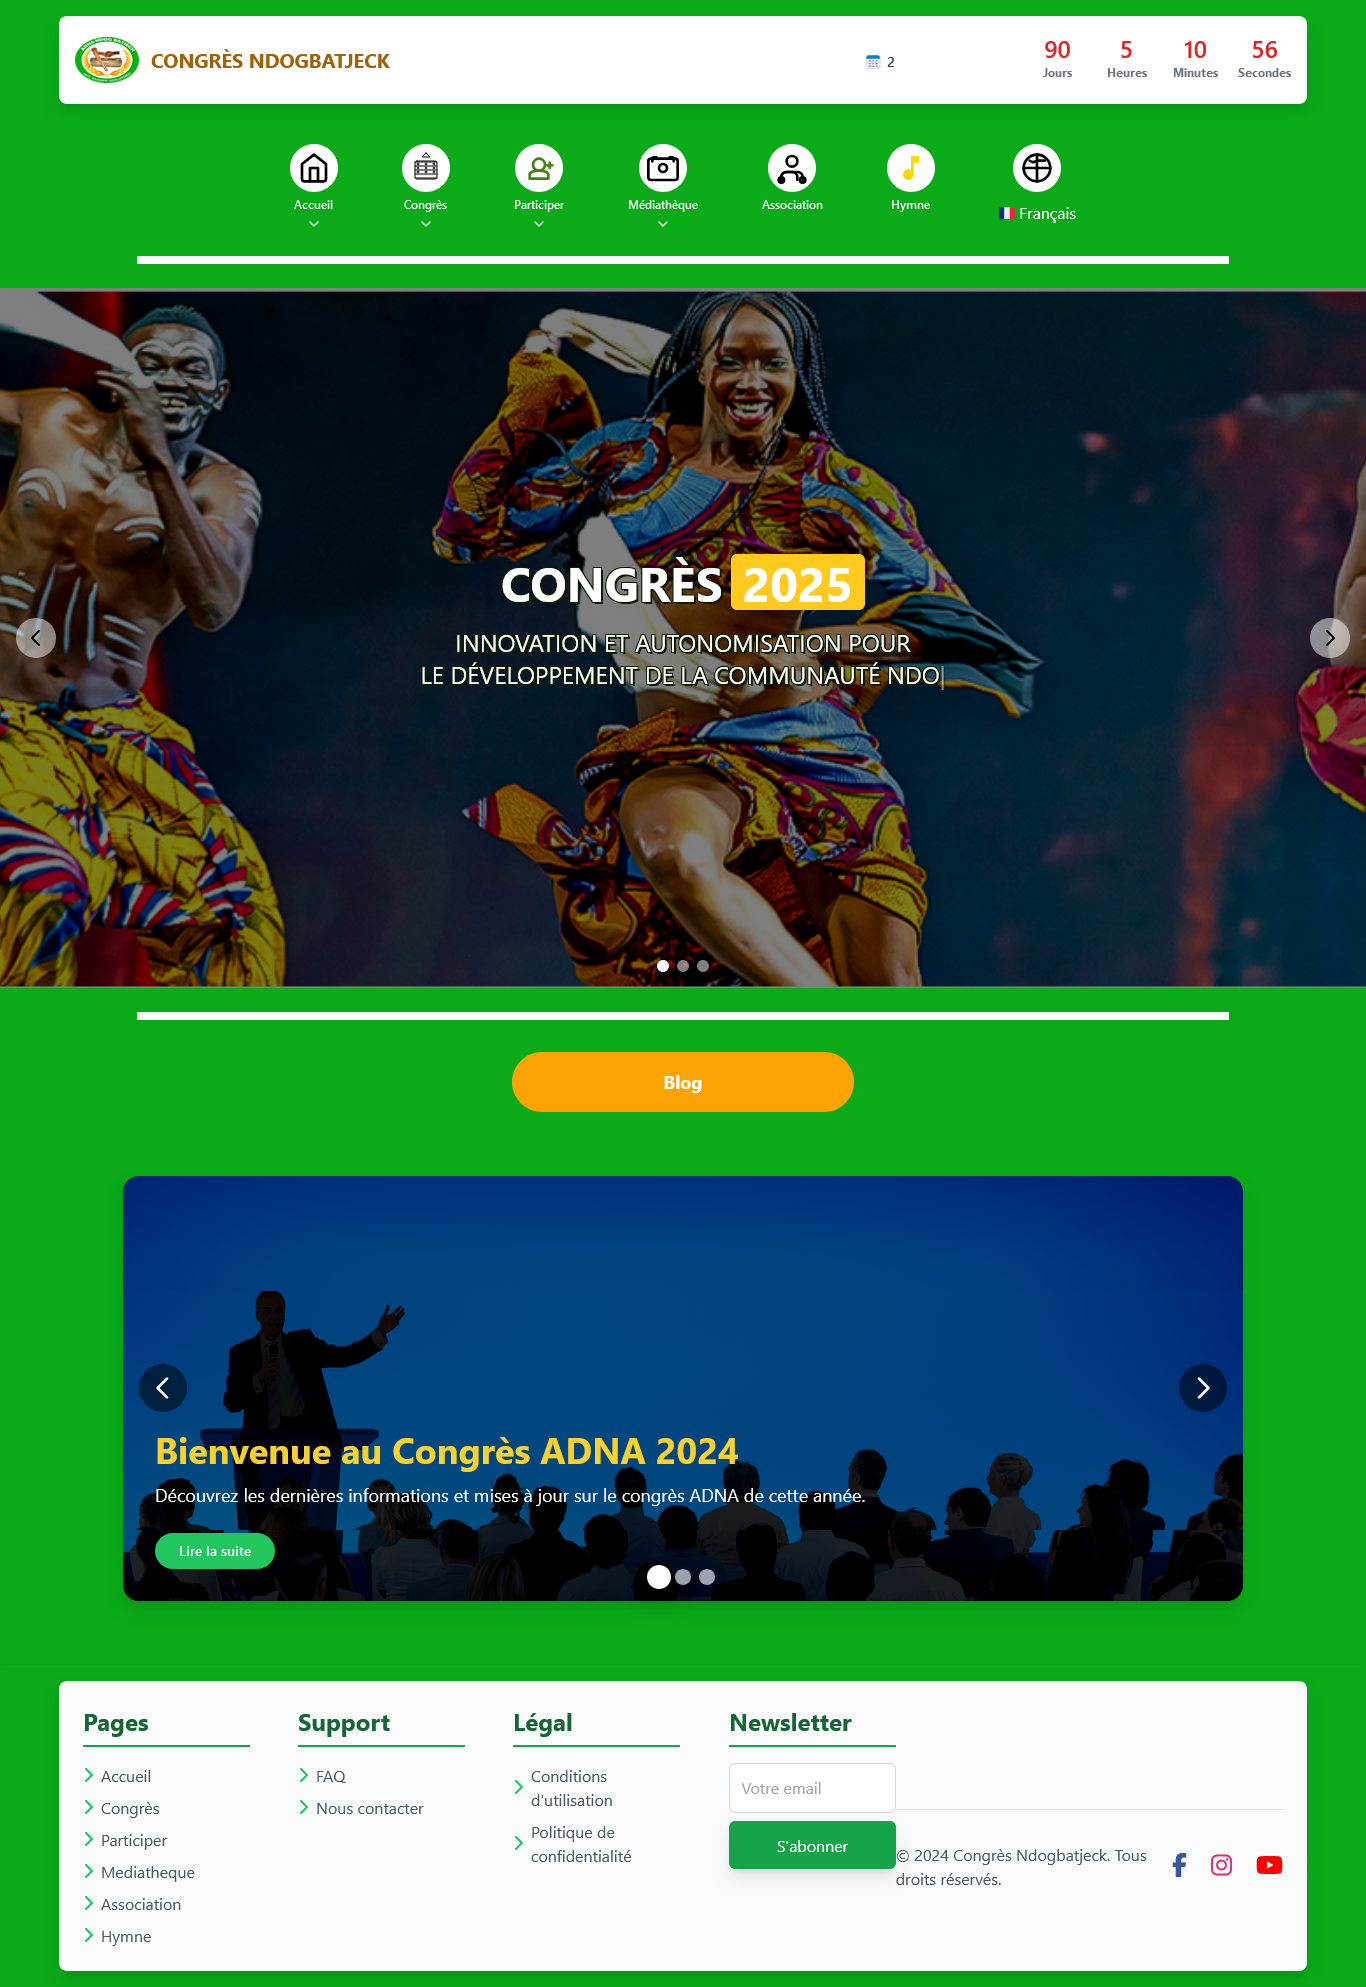 CONGRÈS NDOGBATJECK
2
90 5 10 56
Jours Heures Minutes Secondes
Accueil Congrès Participer Médiathèque Association Hymne
Français
CONGRÈS 2025
INNOVATION ET AUTONOMISATION POUR
LE DÉVELOPPEMENT DE LA COMMUNAUTÉ NDO
Blog
Bienvenue au Congrès ADNA 2024
Découvrez les dernières informations et mises à jour sur le congrès ADNA de cette année.
Lire la suite
Pages
Accueil
Congrès
Participer
Mediatheque
Association
Hymne
Support
FAQ
Nous contacter
Légal
Conditions
d'utilisation
Politique de
confidentialité
Newsletter
Votre email
S'abonner
© 2024 Congrès Ndogbatjeck. Tous
droits réservés.